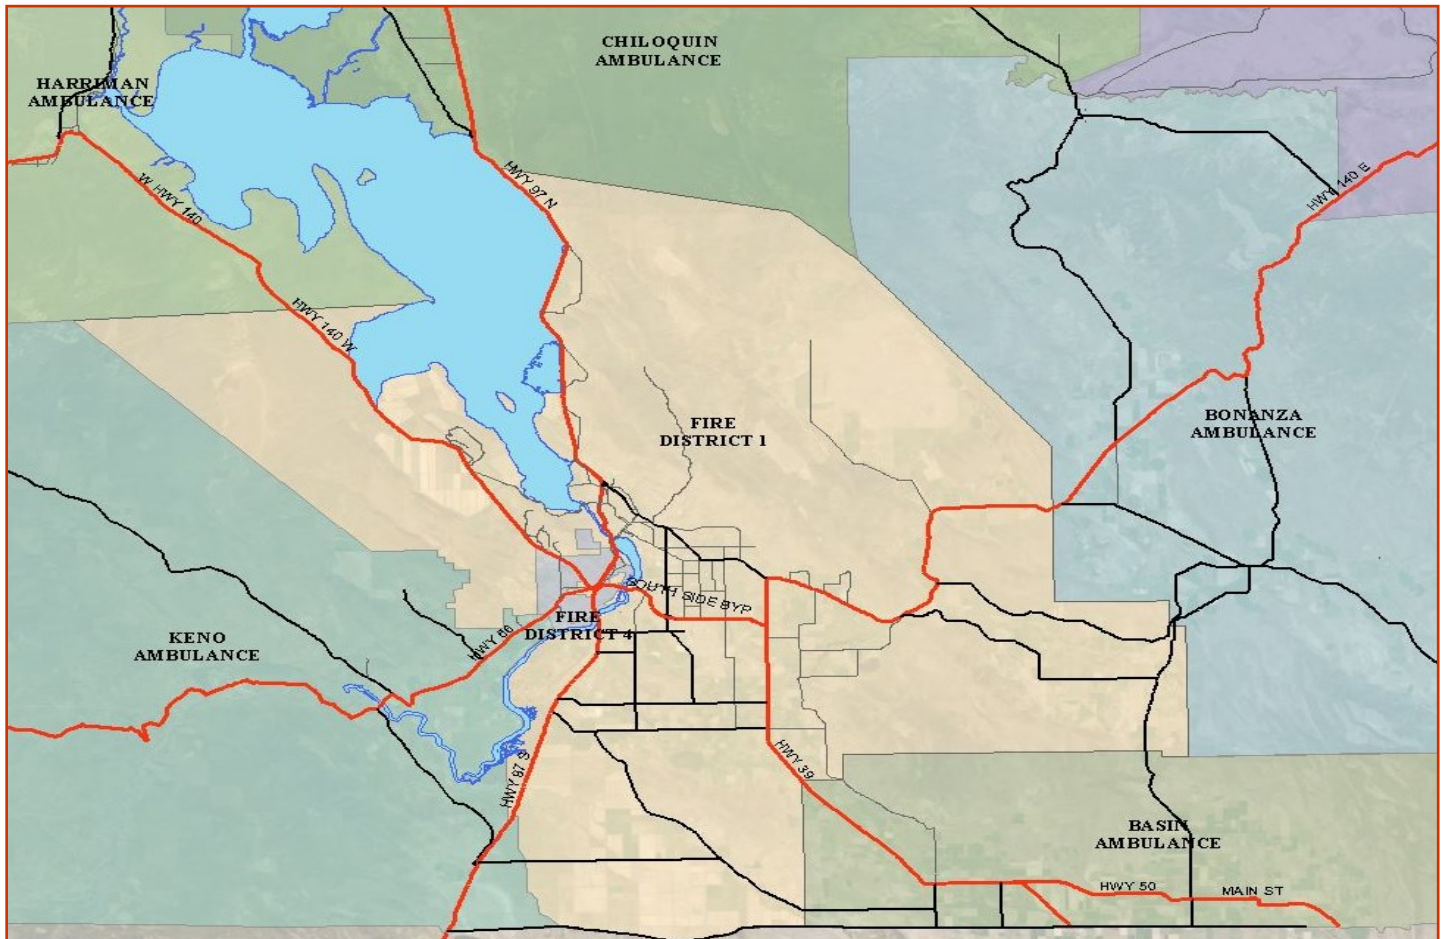 CHILOQUIN
AMBULANCE
HARRIMAN
AMBULANCE
HWY 97 N
W HWY 140
HWY 140 E
HWY 140 W
FIRE
DISTRICT 1
BONANZA
AMBULANCE
SOUTH SIDE BYP
FIRE
DISTRICT 4
KENO
AMBULANCE
HWY 66
HWY 39
HWY 97 S
BASIN
AMBULANCE
HWY 50
MAIN ST